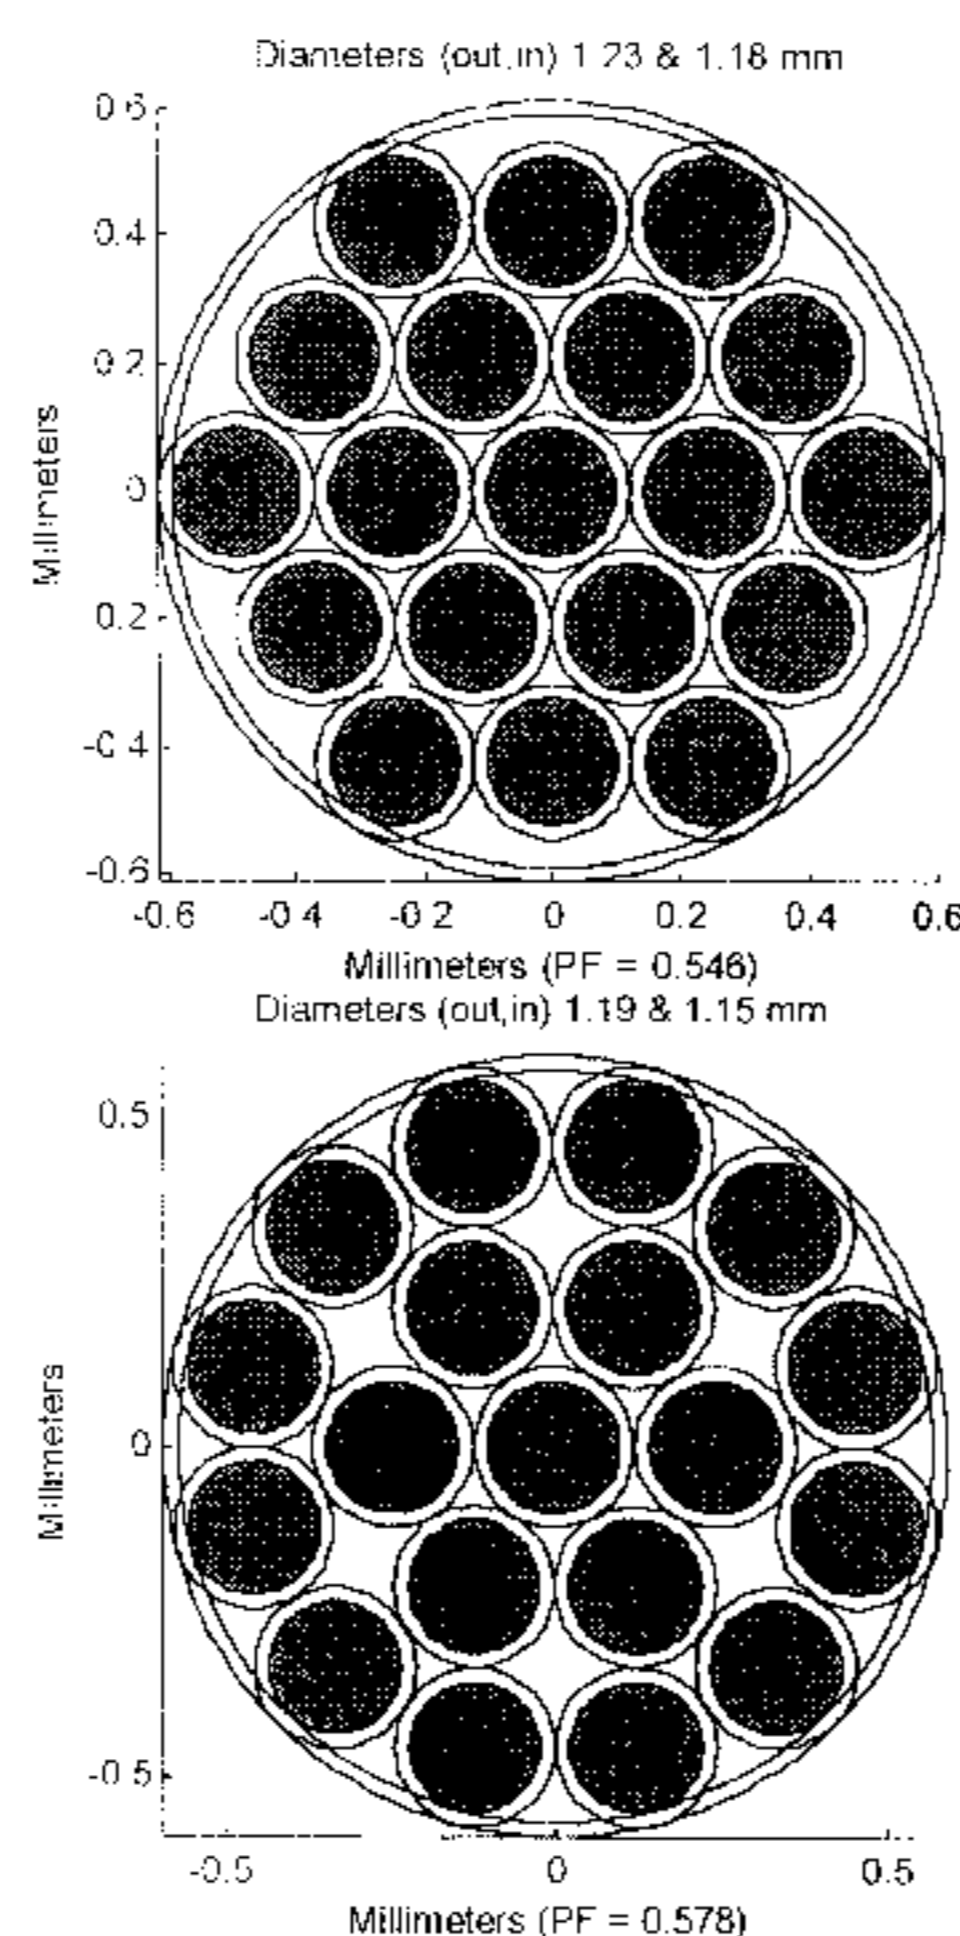 Diameters (out,in) 1.23 & 1.18 mm
0.6
0.4
0.2
0
0.2
-0.4
-0.6
Millimeters
-0.6 -0.4 -0.2 0 0.2 0.4 0.6
Millimeters (PF = 0.546)
Diameters (out,in) 1.19 & 1.15 mm
0.5
0
-0.5
Millimeters
-0.5 0 0.5
Millimeters (PF = 0.578)